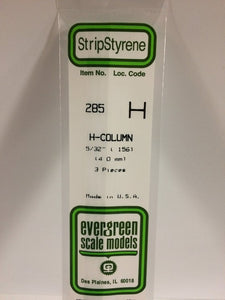 StripStyrene
Item No. Loc. Code
285 H
H-COLUMN
5/32" ( .156)
(4.0 mm)
3 Pieces
Made in U.S.A.
evergreen
scale models
Des Plaines, IL 60018